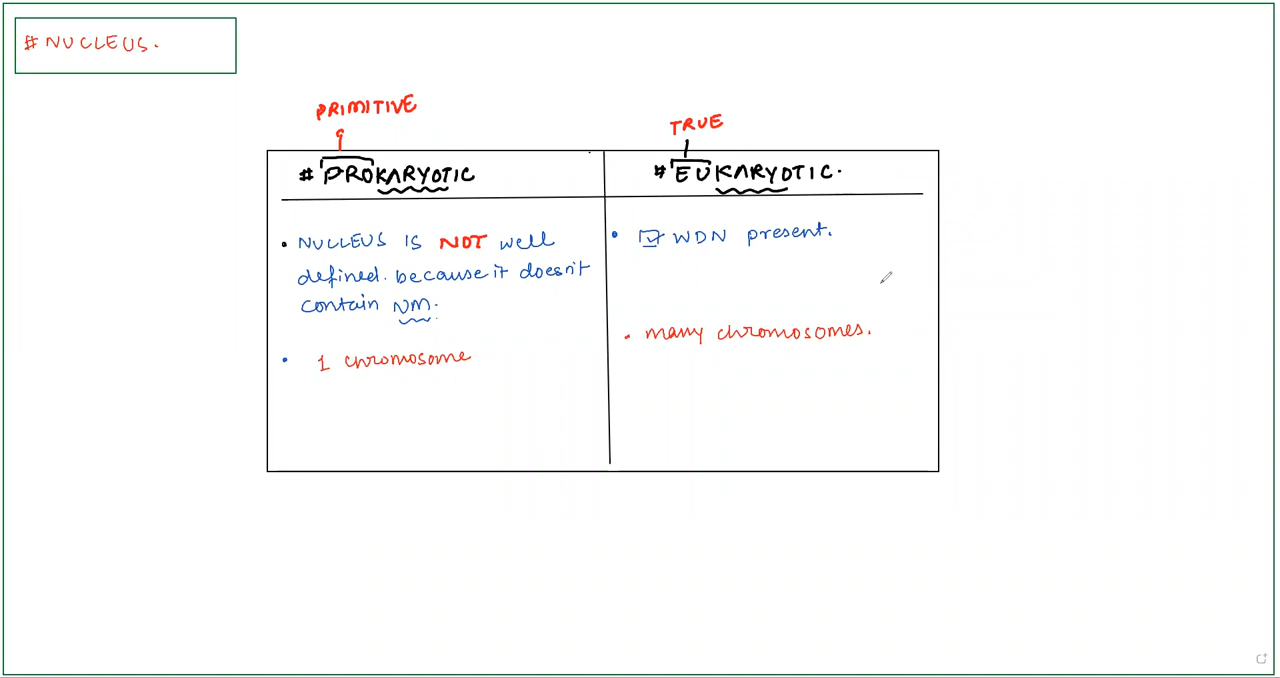 # NUCLEUS.
PRIMITIVE
TRUE
# PROKARYOTIC
# EUKARYOTIC.
• NUCLEUS IS NOT well
defined. because it doesn't
contain NM.
• 1 chromosome
• WDN present.
• many chromosomes.